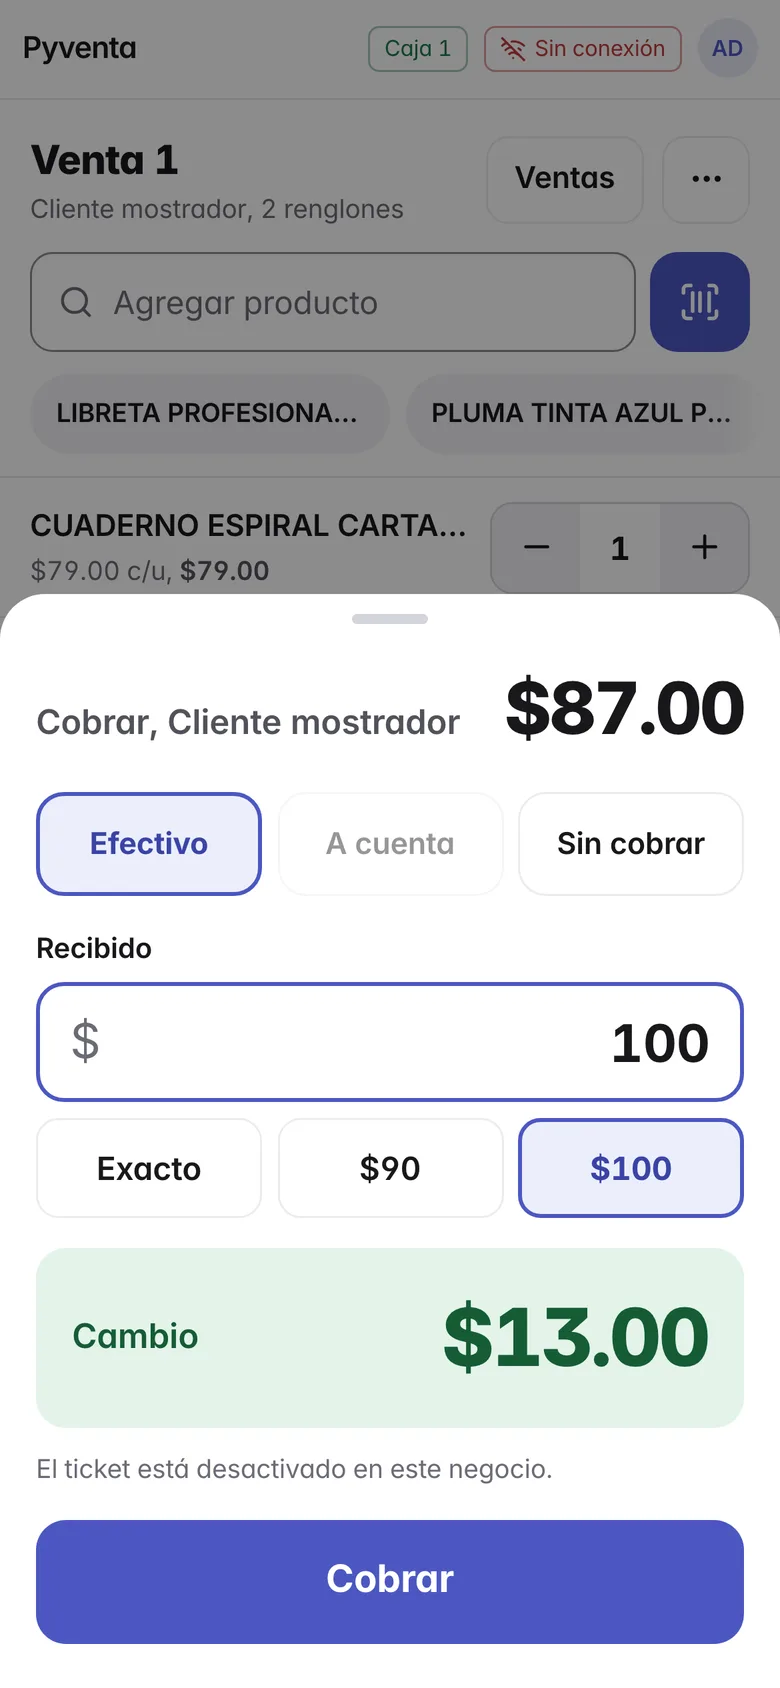 Pyventa
Caja 1
Sin conexión
AD
Venta 1
Cliente mostrador, 2 renglones
Ventas
...
Agregar producto
LIBRETA PROFESIONA...
PLUMA TINTA AZUL P...
CUADERNO ESPIRAL CARTA...
$79.00 c/u, $79.00
− 1 +
Cobrar, Cliente mostrador
$87.00
Efectivo
A cuenta
Sin cobrar
Recibido
$ 100
Exacto
$90
$100
Cambio
$13.00
El ticket está desactivado en este negocio.
Cobrar